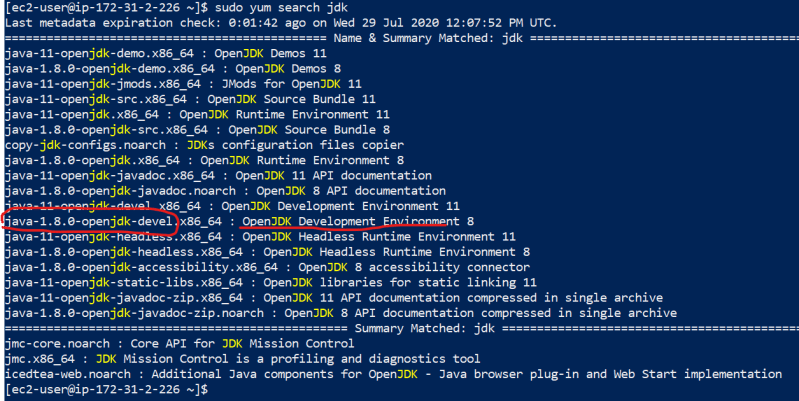 [ec2-user@ip-172-31-2-226 ~]$ sudo yum search jdk
Last metadata expiration check: 0:01:42 ago on Wed 29 Jul 2020 12:07:52 PM UTC.
================================================ Name & Summary Matched: jdk =======================================
java-11-openjdk-demo.x86_64 : OpenJDK Demos 11
java-1.8.0-openjdk-demo.x86_64 : OpenJDK Demos 8
java-11-openjdk-jmods.x86_64 : JMods for OpenJDK 11
java-11-openjdk-src.x86_64 : OpenJDK Source Bundle 11
java-11-openjdk.x86_64 : OpenJDK Runtime Environment 11
java-1.8.0-openjdk-src.x86_64 : OpenJDK Source Bundle 8
copy-jdk-configs.noarch : JDKs configuration files copier
java-1.8.0-openjdk.x86_64 : OpenJDK Runtime Environment 8
java-11-openjdk-javadoc.x86_64 : OpenJDK 11 API documentation
java-1.8.0-openjdk-javadoc.noarch : OpenJDK 8 API documentation
java-11-openjdk-devel.x86_64 : OpenJDK Development Environment 11
java-1.8.0-openjdk-devel.x86_64 : OpenJDK Development Environment 8
java-11-openjdk-headless.x86_64 : OpenJDK Headless Runtime Environment 11
java-1.8.0-openjdk-headless.x86_64 : OpenJDK Headless Runtime Environment 8
java-1.8.0-openjdk-accessibility.x86_64 : OpenJDK 8 accessibility connector
java-11-openjdk-static-libs.x86_64 : OpenJDK libraries for static linking 11
java-11-openjdk-javadoc-zip.x86_64 : OpenJDK 11 API documentation compressed in single archive
java-1.8.0-openjdk-javadoc-zip.noarch : OpenJDK 8 API documentation compressed in single archive
=================================================== Summary Matched: jdk ===========================================
jmc-core.noarch : Core API for JDK Mission Control
jmc.x86_64 : JDK Mission Control is a profiling and diagnostics tool
icedtea-web.noarch : Additional Java components for OpenJDK - Java browser plug-in and Web Start implementation
[ec2-user@ip-172-31-2-226 ~]$